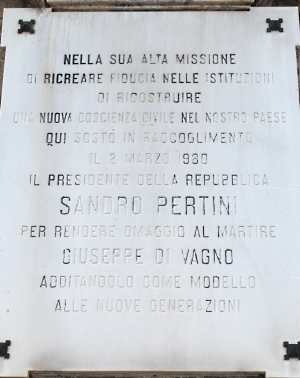 NELLA SUA ALTA MISSIONE
DI RICREARE FIDUCIA NELLE ISTITUZIONI
DI RICOSTRUIRE
UNA NUOVA COSCIENZA CIVILE NEL NOSTRO PAESE
QUI SOSTÒ IN RACCOGLIMENTO
IL 2 MARZO 1980
IL PRESIDENTE DELLA REPUBBLICA
SANDRO PERTINI
PER RENDERE OMAGGIO AL MARTIRE
GIUSEPPE DI VAGNO
ADDITANDOLO COME MODELLO
ALLE NUOVE GENERAZIONI